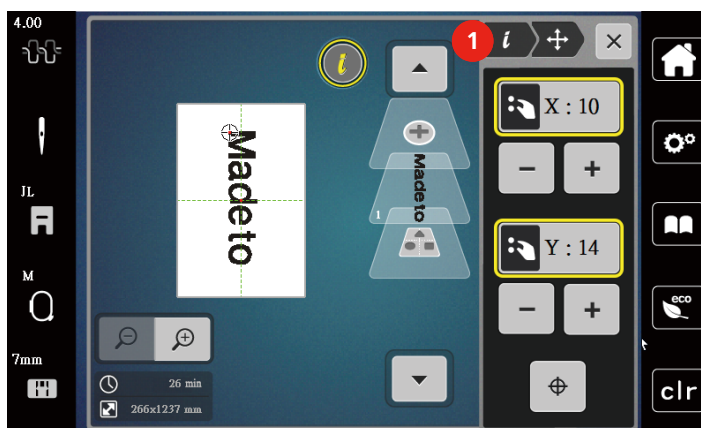 4.00
1
i
X : 10
i
Made to
Made to
1
JL
Y : 14
M
eco
7mm
26 min
266x1237 mm
clr